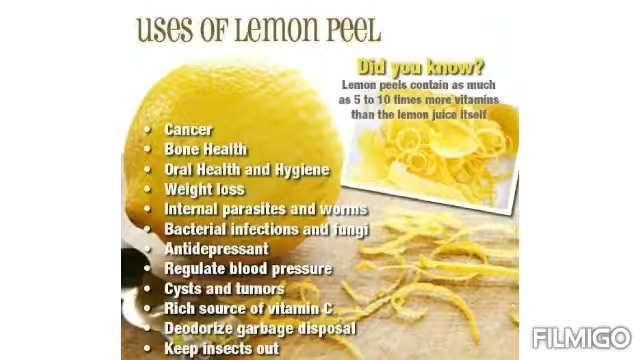 USES OF LEMON PEEL
Did you know?
Lemon peels contain as much
as 5 to 10 times more vitamins
than the lemon juice itself
• Cancer
• Bone Health
• Oral Health and Hygiene
• Weight loss
• Internal parasites and worms
• Bacterial infections and fungi
• Antidepressant
• Regulate blood pressure
• Cysts and tumors
• Rich source of vitamin C
• Deodorize garbage disposal
• Keep insects out
FILMIGO